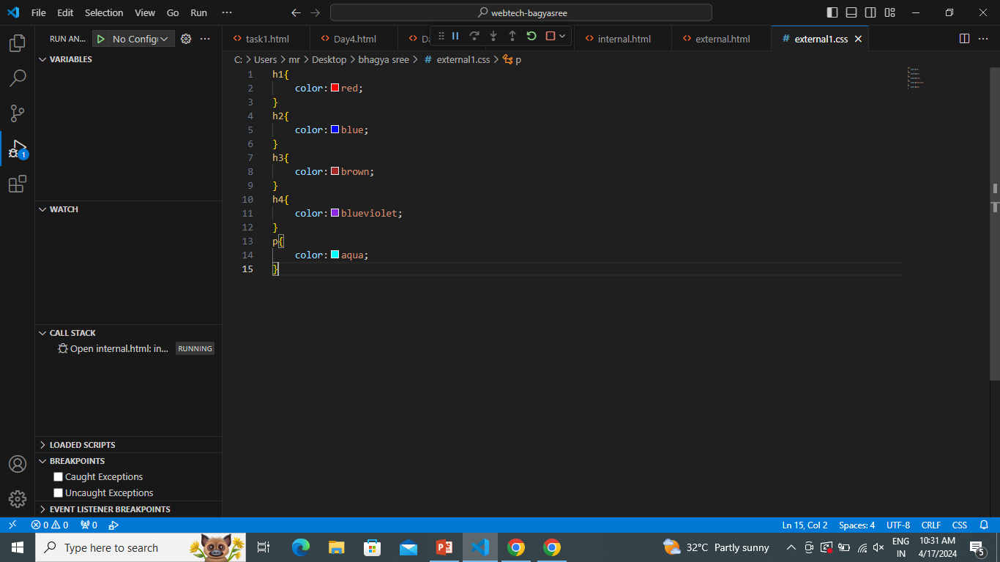 File Edit Selection View Go Run ··· webtech-bagyasree
RUN AN... No Config ···
task1.html Day4.html internal.html external.html # external1.css ···
C: > Users > mr > Desktop > bhagya sree > # external1.css > p
VARIABLES
WATCH
CALL STACK
Open internal.html: in... RUNNING
LOADED SCRIPTS
BREAKPOINTS
Caught Exceptions
Uncaught Exceptions
EVENT LISTENER BREAKPOINTS
1
1 h1{
2 color: red;
3 }
4 h2{
5 color: blue;
6 }
7 h3{
8 color: brown;
9 }
10 h4{
11 color: blueviolet;
12 }
13 p{
14 color: aqua;
15 }
0 0 0 Ln 15, Col 2 Spaces: 4 UTF-8 CRLF CSS
Type here to search 32°C Partly sunny ENG 10:31 AM
IN 4/17/2024 5